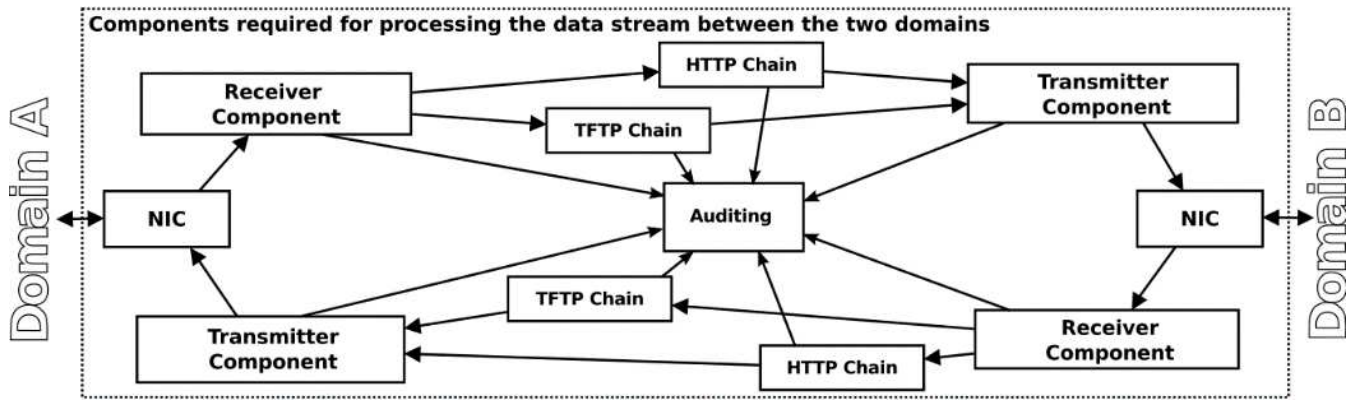 Components required for processing the data stream between the two domains
HTTP Chain
Receiver
Component
Transmitter
Component
TFTP Chain
Domain A
NIC
Auditing
NIC
Domain B
TFTP Chain
Transmitter
Component
Receiver
Component
HTTP Chain